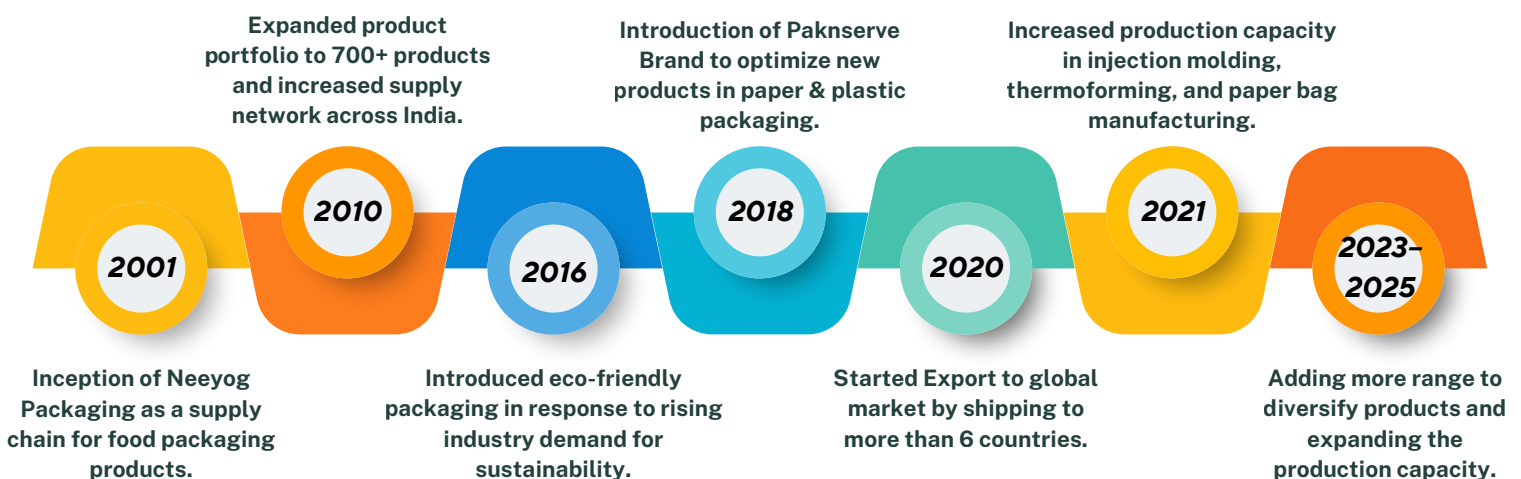 Expanded product
portfolio to 700+ products
and increased supply
network across India.
Introduction of Paknserve
Brand to optimize new
products in paper & plastic
packaging.
Increased production capacity
in injection molding,
thermoforming, and paper bag
manufacturing.
2001
2010
2016
2018
2020
2021
2023–
2025
Inception of Neeyog
Packaging as a supply
chain for food packaging
products.
Introduced eco-friendly
packaging in response to rising
industry demand for
sustainability.
Started Export to global
market by shipping to
more than 6 countries.
Adding more range to
diversify products and
expanding the
production capacity.